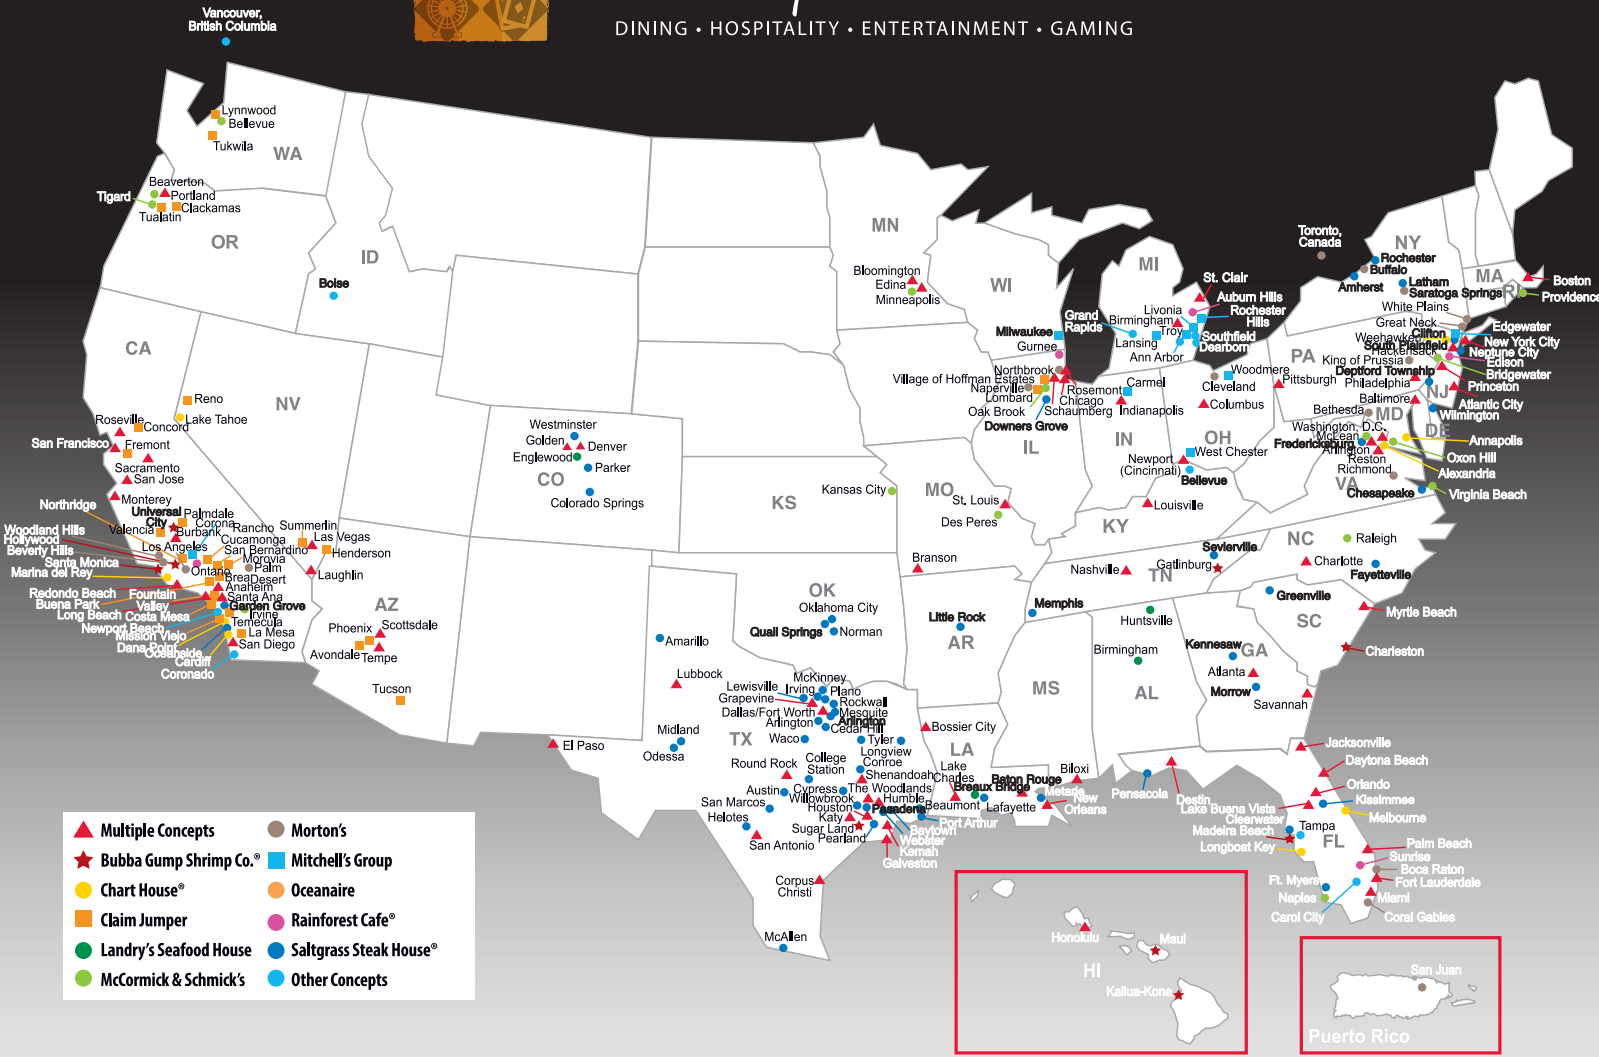 DINING • HOSPITALITY • ENTERTAINMENT • GAMING
Vancouver,
British Columbia
Lynnwood
Bellevue
Tukwila
WA
Beaverton
Tigard
Portland
Clackamas
Tualatin
OR
ID
Boise
CA
NV
Reno
Lake Tahoe
Roseville
Concord
San Francisco
Fremont
Sacramento
San Jose
Monterey
Northridge
Universal
City
Palmdale
Corona
Rancho
Cucamonga
Summerlin
Las Vegas
Henderson
Valencia
Burbank
Woodland Hills
Hollywood
Beverly Hills
Los Angeles
San Bernardino
Morovia
Santa Monica
Ontario
Palm
Desert
Marina del Rey
Brea
Anaheim
Laughlin
Redondo Beach
Fountain
Valley
Santa Ana
Buena Park
Garden Grove
Long Beach
Costa Mesa
Irvine
Newport Beach
Temecula
Mission Viejo
La Mesa
Dana Point
San Diego
Oceanside
Cardiff
Coronado
AZ
Phoenix
Scottsdale
Avondale
Tempe
Tucson
Westminster
Golden
Denver
Englewood
Parker
CO
Colorado Springs
KS
Kansas City
OK
Oklahoma City
Quail Springs
Norman
Amarillo
Lubbock
McKinney
Lewisville
Irving
Plano
Grapevine
Rockwall
Dallas/Fort Worth
Mesquite
Arlington
Arlington
Cedar Hill
TX
Waco
Tyler
Longview
Midland
Odessa
El Paso
Round Rock
College
Station
Conroe
Shenandoah
Austin
Cypress
The Woodlands
San Marcos
Willowbrook
Humble
Helotes
Houston
Pasadena
Beaumont
Katy
Port Arthur
Sugar Land
Baytown
Pearland
Webster
San Antonio
Kemah
Galveston
Corpus
Christi
McAllen
MN
Bloomington
Edina
Minneapolis
WI
Milwaukee
Gurnee
Northbrook
Village of Hoffman Estates
Naperville
Rosemont
Lombard
Chicago
Oak Brook
Schaumberg
Downers Grove
IL
MO
St. Louis
Des Peres
Branson
MI
St. Clair
Auburn Hills
Rochester
Hills
Grand
Rapids
Livonia
Birmingham
Troy
Southfield
Lansing
Dearborn
Ann Arbor
IN
Carmel
Indianapolis
OH
Woodmere
Cleveland
Columbus
West Chester
Newport
(Cincinnati)
Bellevue
KY
Louisville
TN
Nashville
Sevierville
Gatlinburg
Memphis
AR
Little Rock
MS
AL
Huntsville
Birmingham
GA
Kennesaw
Atlanta
Morrow
Savannah
LA
Bossier City
Lake
Charles
Breaux Bridge
Baton Rouge
Lafayette
Metarie
New
Orleans
Biloxi
Toronto,
Canada
NY
Rochester
Buffalo
Amherst
Latham
Saratoga Springs
MA
Boston
RI
Providence
White Plains
Great Neck
Clifton
Edgewater
Weehawken
New York City
South Plainfield
Neptune City
Hackensack
Edison
PA
King of Prussia
Bridgewater
Deptford Township
Princeton
Pittsburgh
Philadelphia
NJ
Baltimore
Atlantic City
Bethesda
MD
Wilmington
Washington, D.C.
DE
McLean
Annapolis
Fredericksburg
Arlington
Oxon Hill
Reston
Alexandria
Richmond
VA
Chesapeake
Virginia Beach
NC
Raleigh
Charlotte
Fayetteville
SC
Greenville
Myrtle Beach
Charleston
FL
Jacksonville
Daytona Beach
Pensacola
Destin
Orlando
Lake Buena Vista
Kissimmee
Clearwater
Melbourne
Madeira Beach
Tampa
Longboat Key
Palm Beach
Sunrise
Boca Raton
Ft. Myers
Fort Lauderdale
Naples
Miami
Carol City
Coral Gables
Multiple Concepts
Bubba Gump Shrimp Co.®
Chart House®
Claim Jumper
Landry's Seafood House
McCormick & Schmick's
Morton's
Mitchell's Group
Oceanaire
Rainforest Cafe®
Saltgrass Steak House®
Other Concepts
Honolulu
Maui
HI
Kailua-Kona
San Juan
Puerto Rico